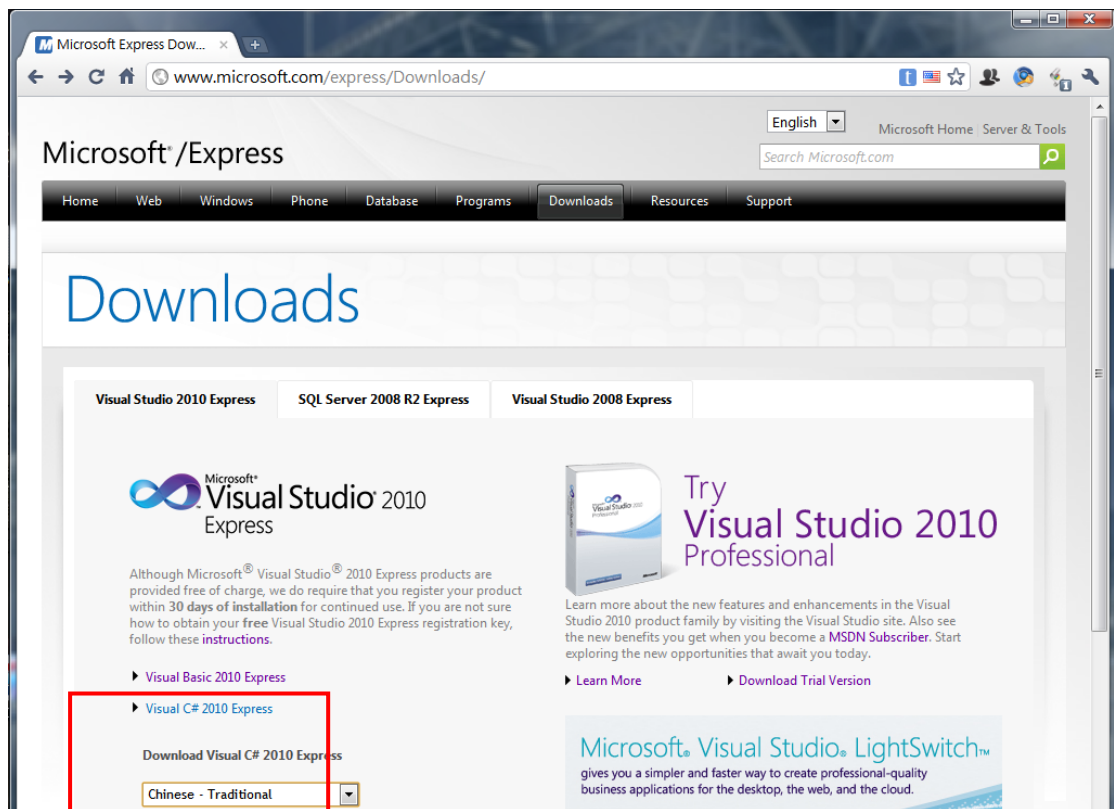 Microsoft Express Dow...
www.microsoft.com/express/Downloads/
English
Microsoft Home Server & Tools
Microsoft®/Express
Search Microsoft.com
Home Web Windows Phone Database Programs Downloads Resources Support
Downloads
Visual Studio 2010 Express SQL Server 2008 R2 Express Visual Studio 2008 Express
Microsoft®
Visual Studio® 2010
Express
Although Microsoft® Visual Studio® 2010 Express products are
provided free of charge, we do require that you register your product
within 30 days of installation for continued use. If you are not sure
how to obtain your free Visual Studio 2010 Express registration key,
follow these instructions.
Visual Basic 2010 Express
Visual C# 2010 Express
Download Visual C# 2010 Express
Chinese - Traditional
Visual Studio 2010
Professional
Try
Visual Studio 2010
Professional
Learn more about the new features and enhancements in the Visual
Studio 2010 product family by visiting the Visual Studio site. Also see
the new benefits you get when you become a MSDN Subscriber. Start
exploring the new opportunities that await you today.
Learn More Download Trial Version
Microsoft® Visual Studio® LightSwitch™
gives you a simpler and faster way to create professional-quality
business applications for the desktop, the web, and the cloud.